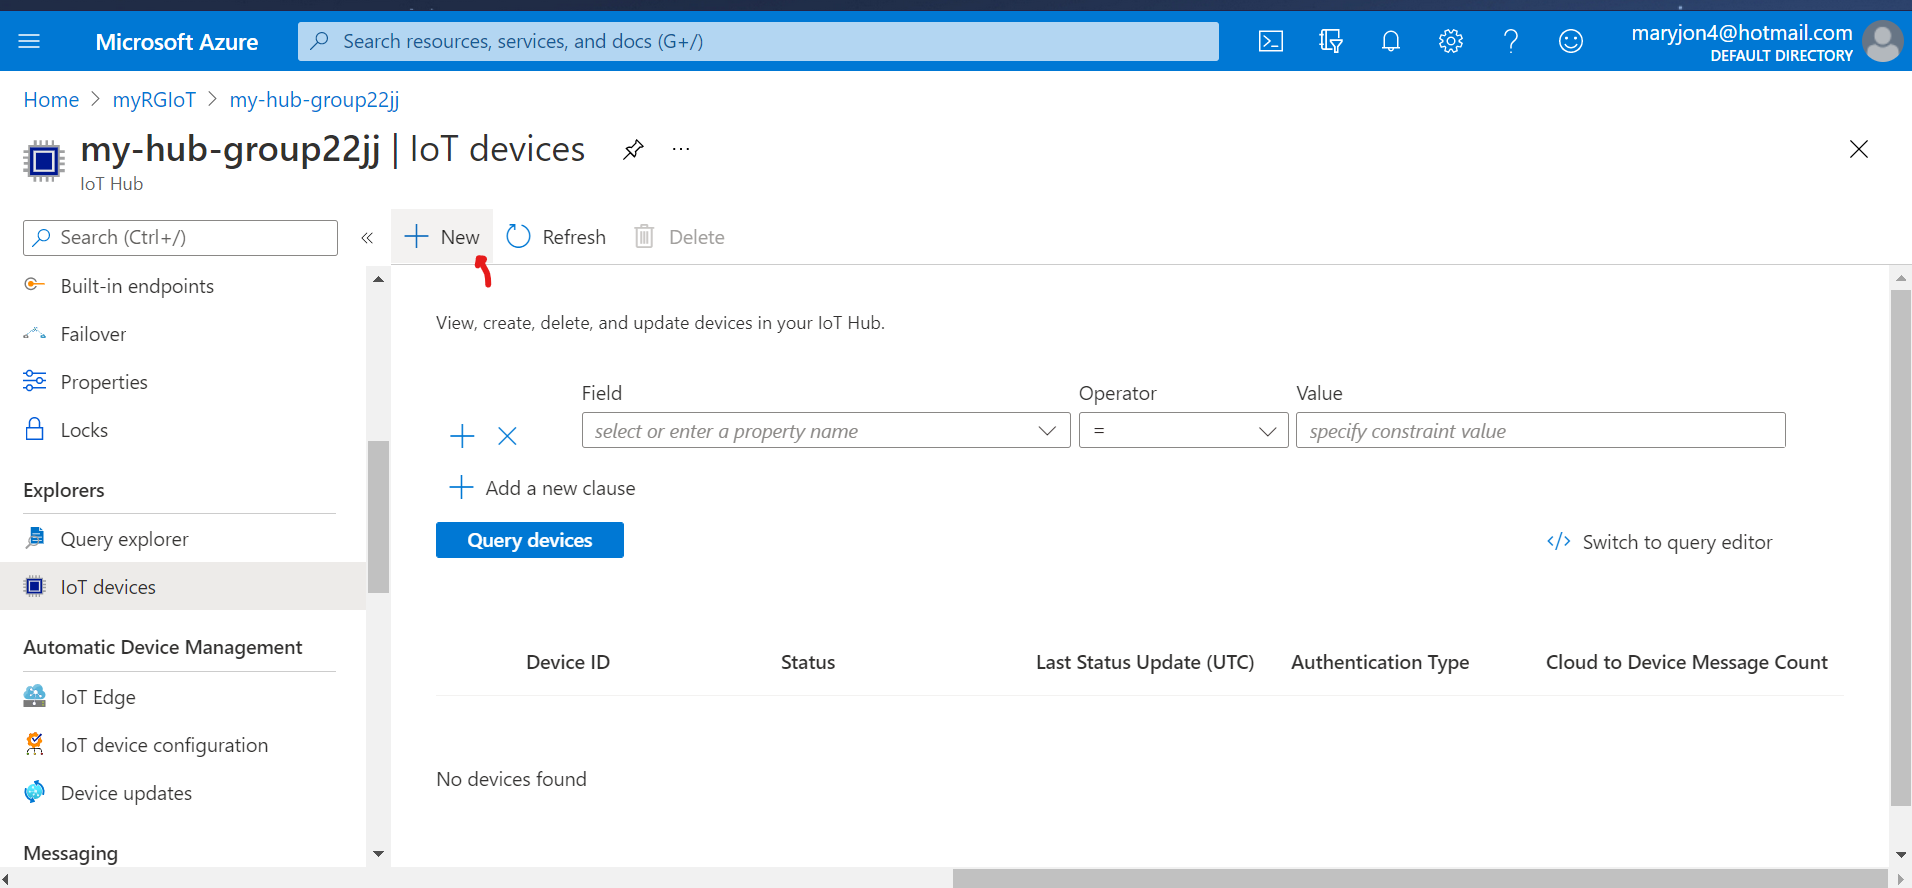 Microsoft Azure
Search resources, services, and docs (G+/)
maryjon4@hotmail.com
DEFAULT DIRECTORY
Home > myRGIoT > my-hub-group22jj
my-hub-group22jj | IoT devices
IoT Hub
Search (Ctrl+/)
«
New
Refresh
Delete
Built-in endpoints
Failover
Properties
Locks
Explorers
Query explorer
IoT devices
Automatic Device Management
IoT Edge
IoT device configuration
Device updates
Messaging
View, create, delete, and update devices in your IoT Hub.
Field Operator Value
select or enter a property name = specify constraint value
Add a new clause
Query devices
</> Switch to query editor
Device ID Status Last Status Update (UTC) Authentication Type Cloud to Device Message Count
No devices found